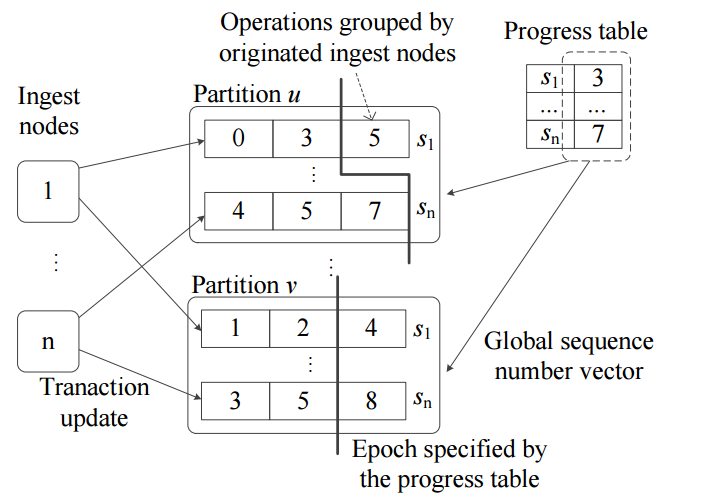 Operations grouped by
originated ingest nodes
Progress table
s1 3
... ...
sn 7
Ingest
nodes
Partition u
0 3 5 s1
⋮
4 5 7 sn
1
⋮
n
⋮
Partition v
1 2 4 s1
⋮
3 5 8 sn
Global sequence
number vector
Tranaction
update
Epoch specified by
the progress table